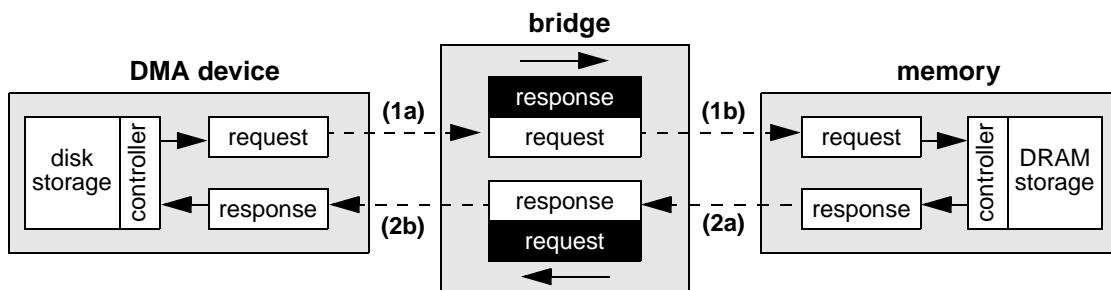 bridge
DMA device
memory
response
request
disk
storage
controller
request
response
(1a)
(1b)
request
response
controller
DRAM
storage
response
request
(2b)
(2a)